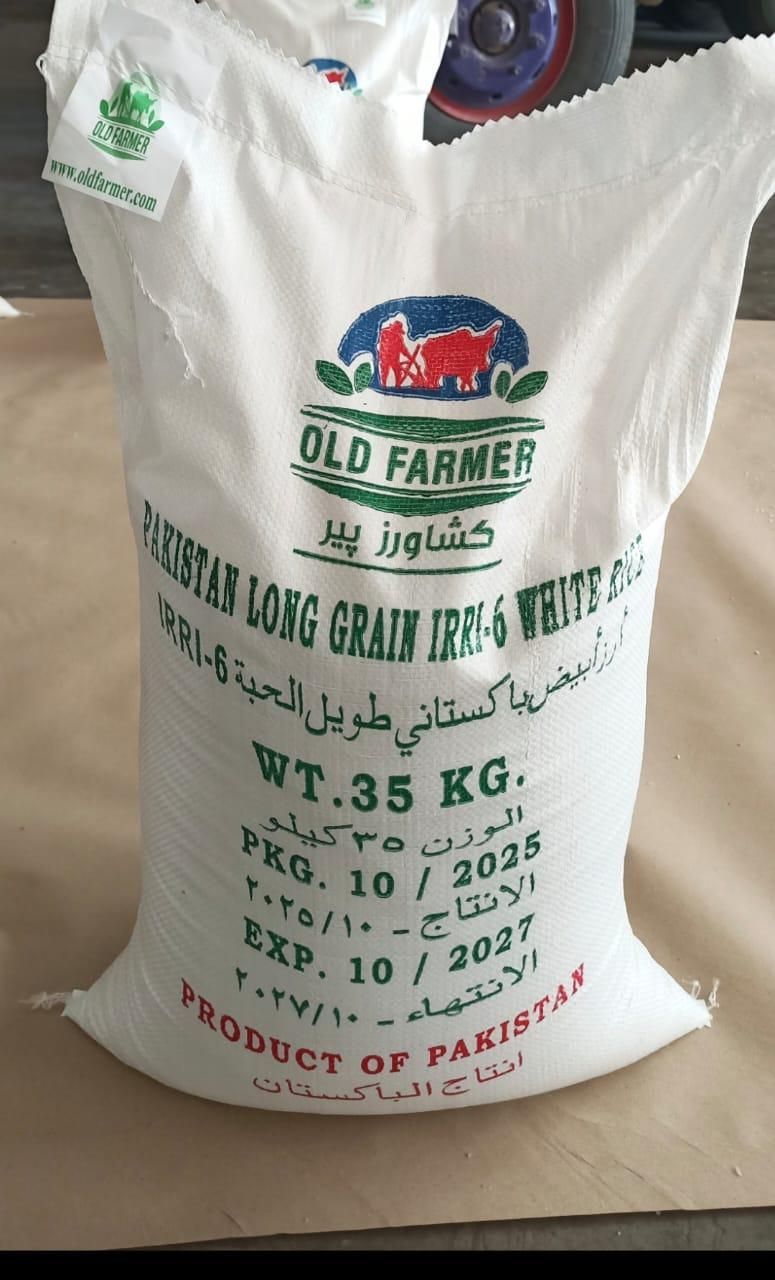 OLD FARMER
www.oldfarmer.com
OLD FARMER
کشاورز پیر
PAKISTAN LONG GRAIN IRRI-6 WHITE RICE
أرز أبيض باكستاني طويل الحبة IRRI-6
WT.35 KG.
الوزن ٣٥ كيلو
PKG. 10 / 2025
الانتاج - ٢٠٢٥/١٠
EXP. 10 / 2027
الانتهاء - ٢٠٢٧/١٠
PRODUCT OF PAKISTAN
انتاج الباكستان